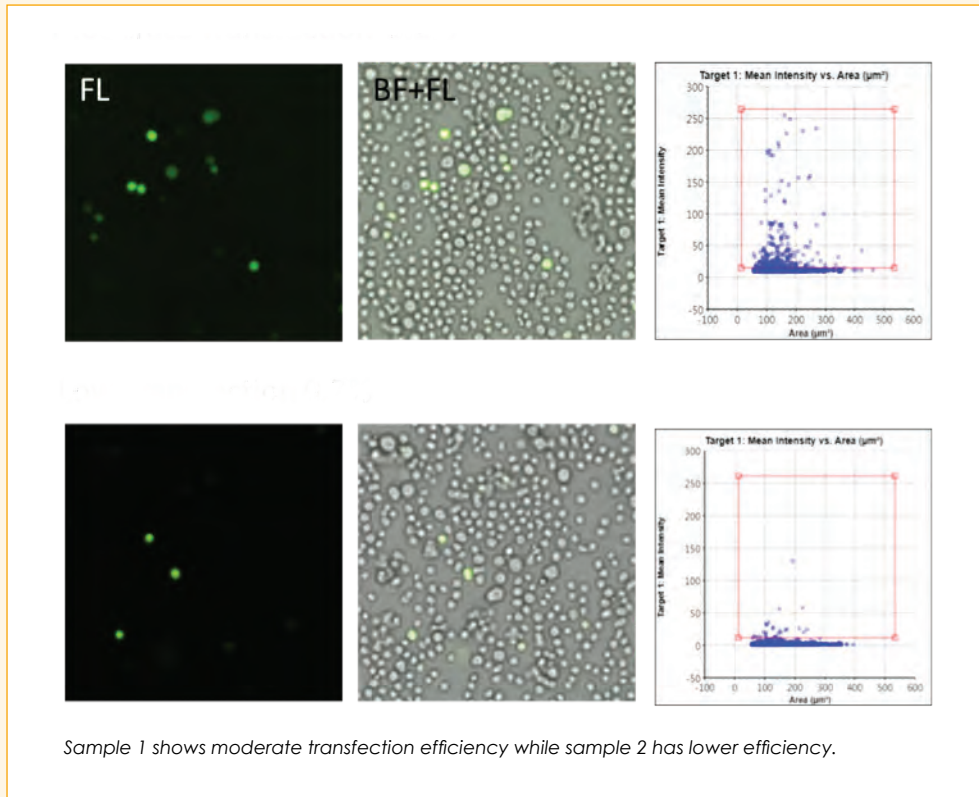 FL
BF+FL
Target 1: Mean Intensity vs. Area (µm²)
Target 1: Mean Intensity
300
250
200
150
100
50
0
-50
-100 0 100 200 300 400 500 600
Area (µm²)
Target 1: Mean Intensity vs. Area (µm²)
Target 1: Mean Intensity
300
250
200
150
100
50
0
-50
-100 0 100 200 300 400 500 600
Area (µm²)
Sample 1 shows moderate transfection efficiency while sample 2 has lower efficiency.